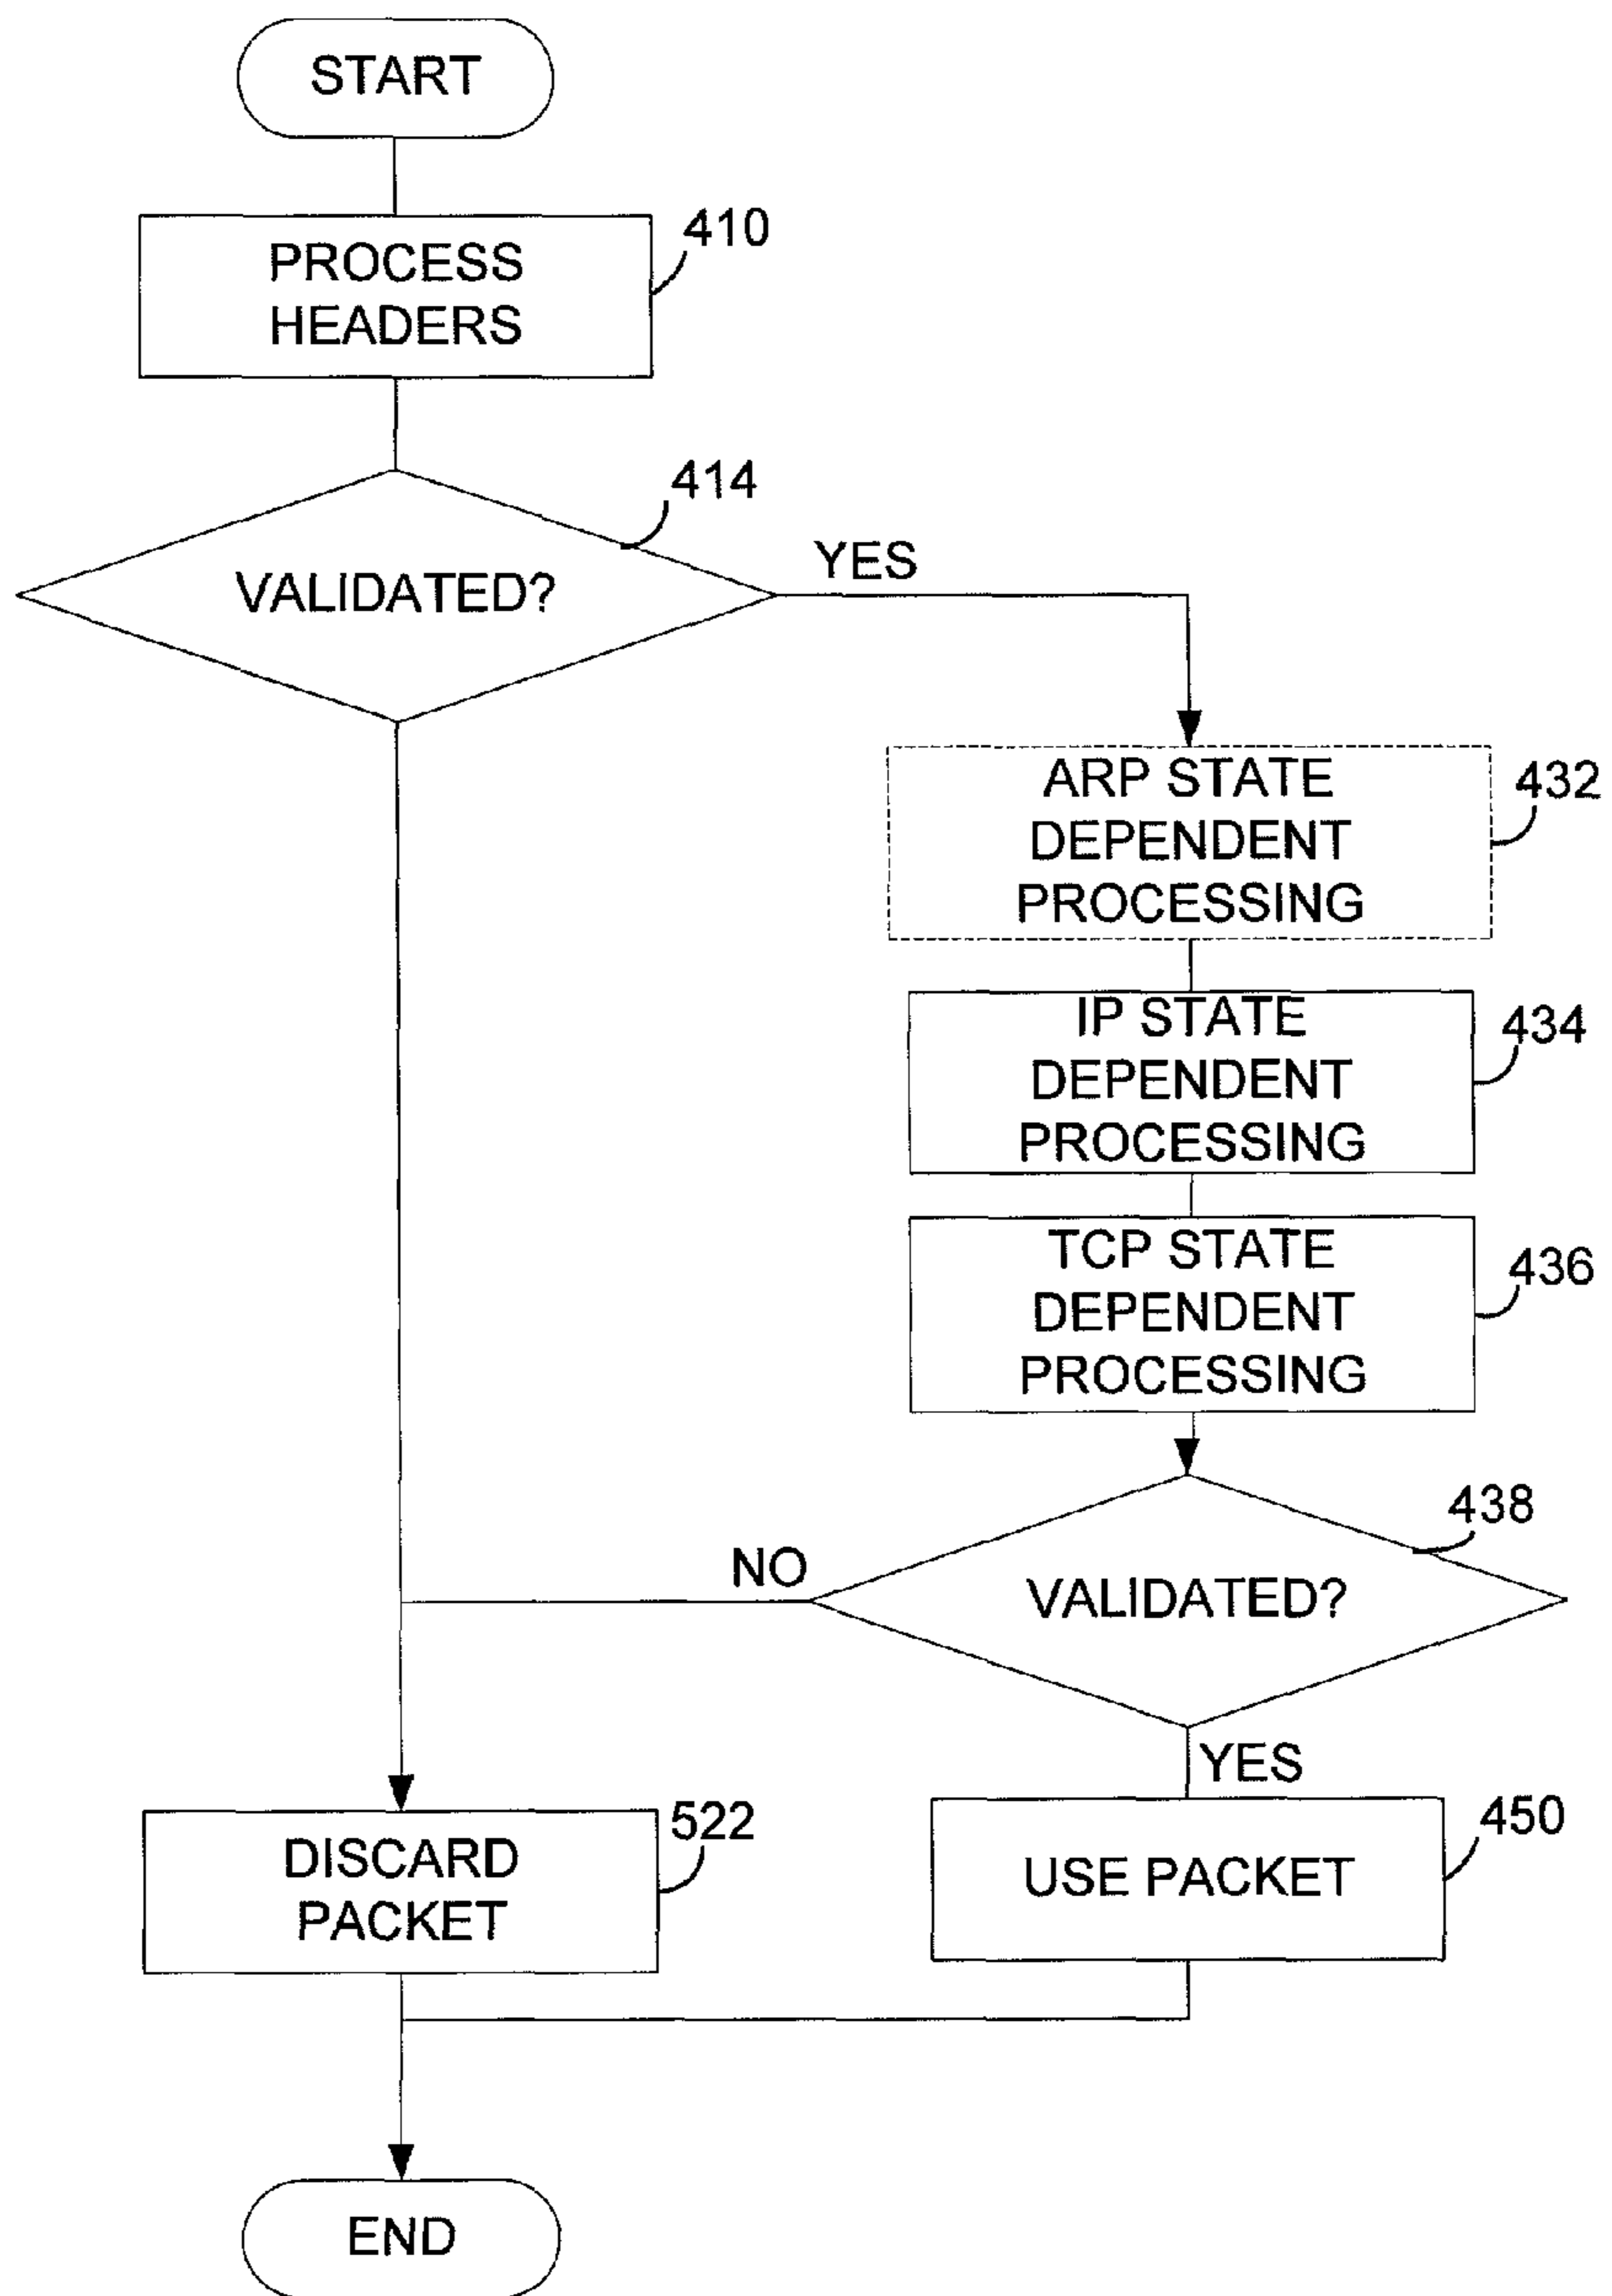 START
PROCESS
HEADERS
410
VALIDATED?
414
YES
ARP STATE
DEPENDENT
PROCESSING
432
IP STATE
DEPENDENT
PROCESSING
434
TCP STATE
DEPENDENT
PROCESSING
436
VALIDATED?
438
NO
YES
DISCARD
PACKET
522
USE PACKET
450
END